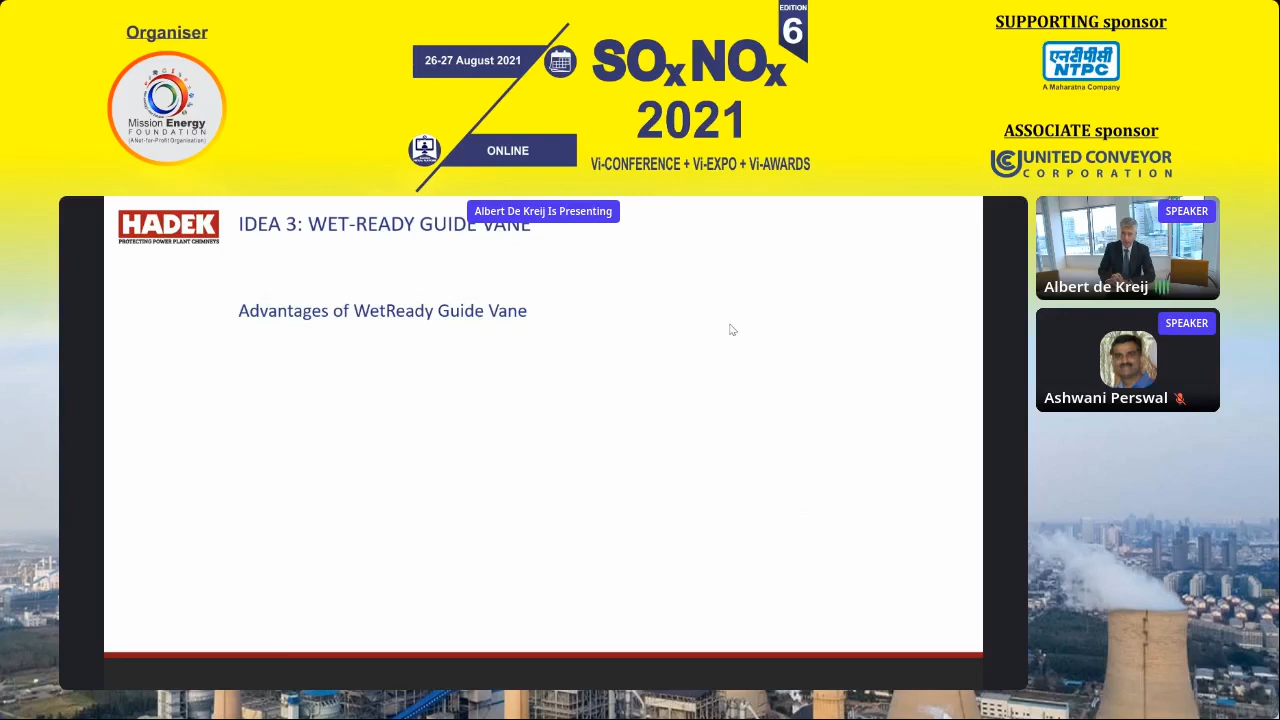 Organiser
Mission Energy
FOUNDATION
(A Not-for-Profit Organisation)
26-27 August 2021
ONLINE
EDITION
6
SOx NOx
2021
Vi-CONFERENCE + Vi-EXPO + Vi-AWARDS
SUPPORTING sponsor
एनटीपीसी
NTPC
A Maharatna Company
ASSOCIATE sponsor
UNITED CONVEYOR
CORPORATION
Albert De Kreij Is Presenting
HADEK
PROTECTING POWER PLANT CHIMNEYS
IDEA 3: WET-READY GUIDE VANE
Advantages of WetReady Guide Vane
SPEAKER
Albert de Kreij
SPEAKER
Ashwani Perswal